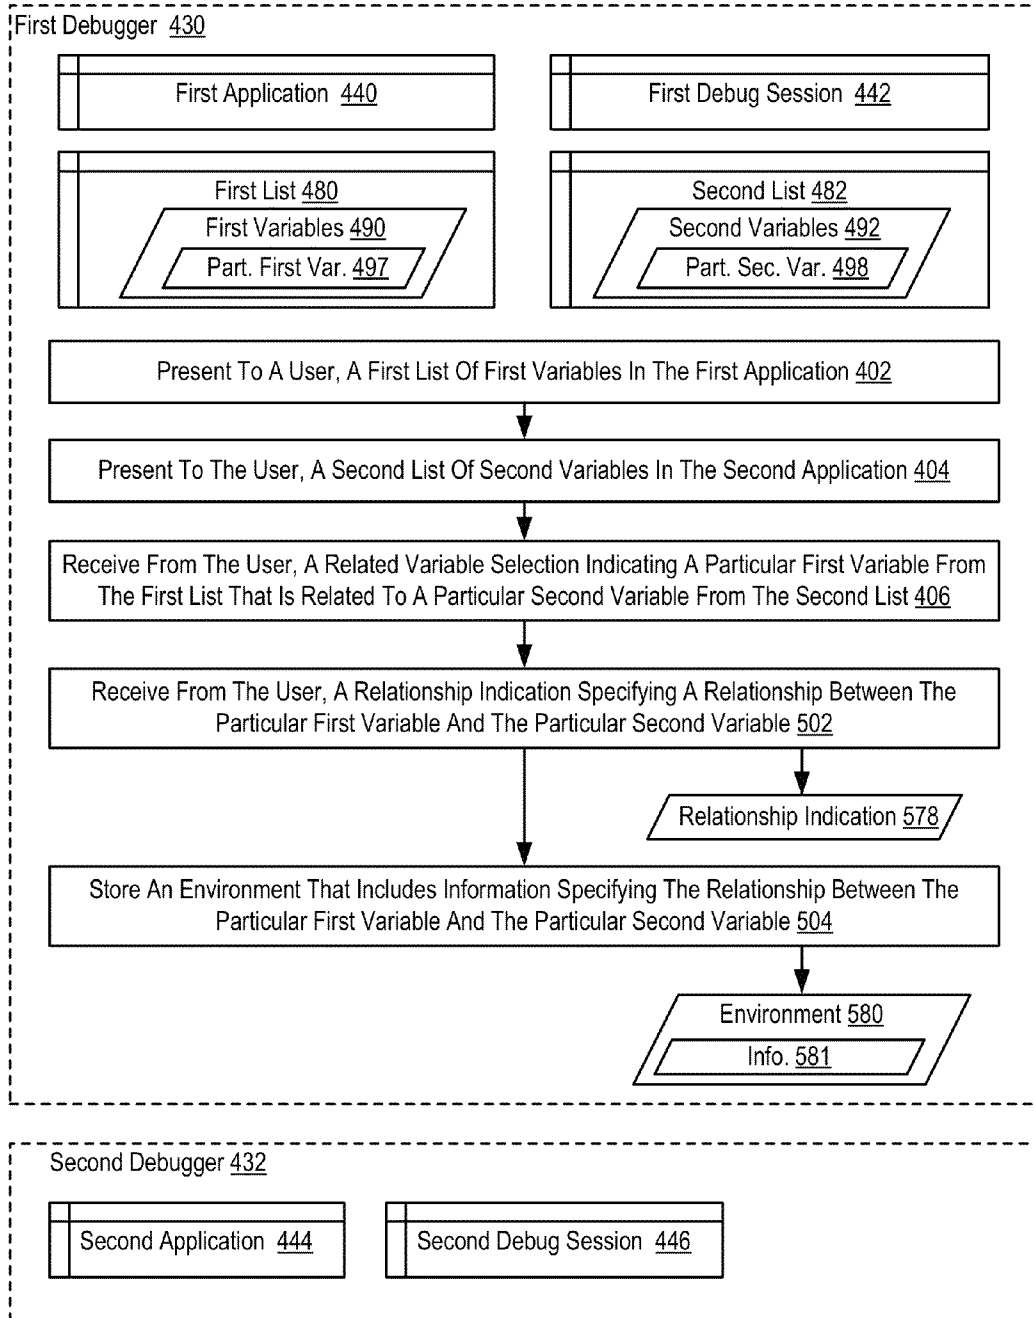 First Debugger 430
First Application 440
First Debug Session 442
First List 480
First Variables 490
Part. First Var. 497
Second List 482
Second Variables 492
Part. Sec. Var. 498
Present To A User, A First List Of First Variables In The First Application 402
Present To The User, A Second List Of Second Variables In The Second Application 404
Receive From The User, A Related Variable Selection Indicating A Particular First Variable From
The First List That Is Related To A Particular Second Variable From The Second List 406
Receive From The User, A Relationship Indication Specifying A Relationship Between The
Particular First Variable And The Particular Second Variable 502
Relationship Indication 578
Store An Environment That Includes Information Specifying The Relationship Between The
Particular First Variable And The Particular Second Variable 504
Environment 580
Info. 581
Second Debugger 432
Second Application 444
Second Debug Session 446